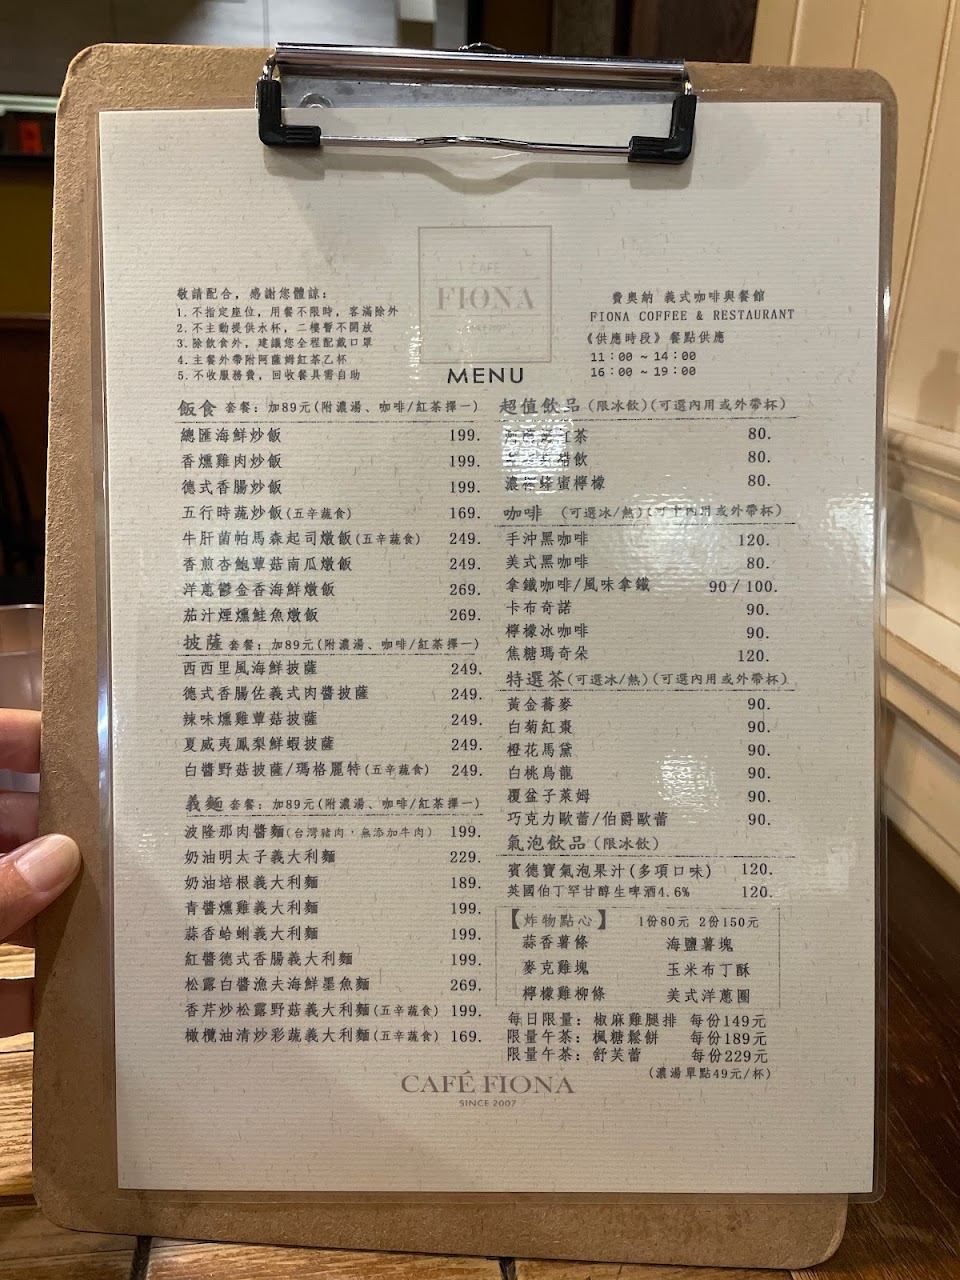 CAFE
FIONA
敬請配合，感謝您體諒：
1.不指定座位，用餐不限時，客滿除外
2.不主動提供水杯，二樓暫不開放
3.除飲食外，建議您全程配戴口罩
4.主餐外帶附阿薩姆紅茶乙杯
5.不收服務費，回收餐具需自助
費奧納 義式咖啡與餐館
FIONA COFFEE & RESTAURANT
《供應時段》餐點供應
11：00 ~ 14：00
16：00 ~ 19：00
MENU
飯食 套餐：加89元(附濃湯、咖啡/紅茶擇一)
總匯海鮮炒飯 199.
香燻雞肉炒飯 199.
德式香腸炒飯 199.
五行時蔬炒飯(五辛蔬食) 169.
牛肝菌帕馬森起司燉飯(五辛蔬食) 249.
香煎杏鮑蕈菇南瓜燉飯 249.
洋蔥鬱金香海鮮燉飯 269.
茄汁煙燻鮭魚燉飯 269.
披薩 套餐：加89元(附濃湯、咖啡/紅茶擇一)
西西里風海鮮披薩 249.
德式香腸佐義式肉醬披薩 249.
辣味燻雞蕈菇披薩 249.
夏威夷鳳梨鮮蝦披薩 249.
白醬野菇披薩/瑪格麗特(五辛蔬食) 249.
義麵 套餐：加89元(附濃湯、咖啡/紅茶擇一)
波隆那肉醬麵(台灣豬肉，無添加牛肉) 199.
奶油明太子義大利麵 229.
奶油培根義大利麵 189.
青醬燻雞義大利麵 199.
蒜香蛤蜊義大利麵 199.
紅醬德式香腸義大利麵 199.
松露白醬漁夫海鮮墨魚麵 269.
香芹炒松露野菇義大利麵(五辛蔬食) 199.
橄欖油清炒彩蔬義大利麵(五辛蔬食) 169.
超值飲品 (限冰飲)(可選內用或外帶杯)
紅茶 80.
飲 80.
濃 蜂蜜檸檬 80.
咖啡 (可選冰/熱)(可 內用或外帶杯)
手沖黑咖啡 120.
美式黑咖啡 80.
拿鐵咖啡/風味拿鐵 90 / 100.
卡布奇諾 90.
檸檬冰咖啡 90.
焦糖瑪奇朵 120.
特選茶(可選冰/熱)(可選內用或外帶杯)
黃金蕎麥 90.
白菊紅棗 90.
橙花馬黛 90.
白桃烏龍 90.
覆盆子萊姆 90.
巧克力歐蕾/伯爵歐蕾 90.
氣泡飲品 (限冰飲)
賓德寶氣泡果汁(多項口味) 120.
英國伯丁罕甘醇生啤酒4.6% 120.
【炸物點心】 1份80元 2份150元
蒜香薯條 海鹽薯塊
麥克雞塊 玉米布丁酥
檸檬雞柳條 美式洋蔥圈
每日限量：椒麻雞腿排 每份149元
限量午茶：楓糖鬆餅 每份189元
限量午茶：舒芙蕾 每份229元
(濃湯單點49元/杯)
CAFÉ FIONA
SINCE 2007